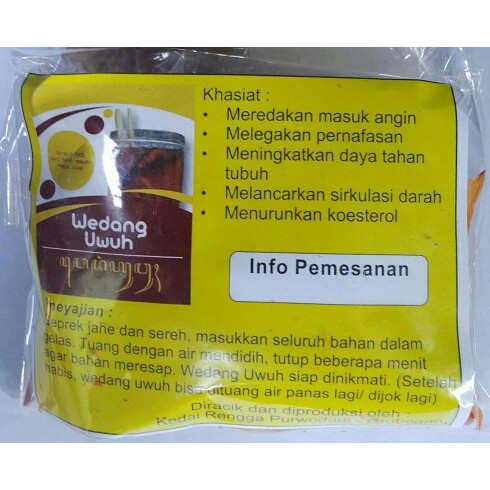 Khasiat :
• Meredakan masuk angin
• Melegakan pernafasan
• Meningkatkan daya tahan
tubuh
• Melancarkan sirkulasi darah
• Menurunkan koesterol
Wedang
Uwuh
Info Pemesanan
nyajian :
eprek jahe dan sereh, masukkan seluruh bahan dalam
gelas. Tuang dengan air mendidih, tutup beberapa menit
agar bahan meresap. Wedang Uwuh siap dinikmati. (Setelah
habis, wedang uwuh bisa dituang air panas lagi/ dijok lagi)
Diracik dan diproduksi oleh :
Kedai Rengga Purwodadi - Grobogan